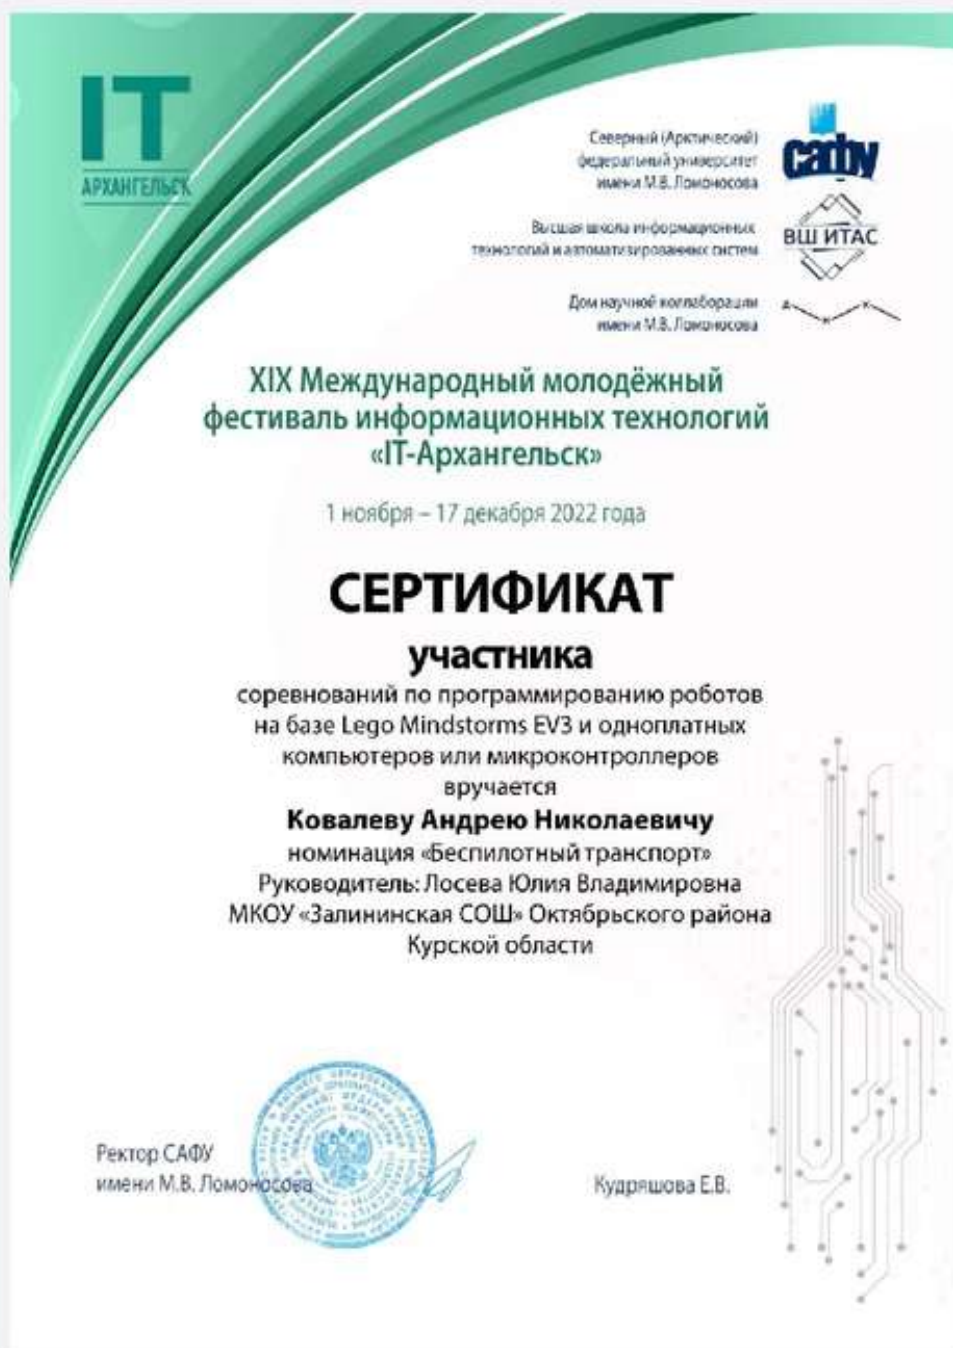 IT
АРХАНГЕЛЬСК
Северный (Арктический)
федеральный университет
имени М.В. Ломоносова
сафу
Высшая школа информационных
технологий и автоматизированных систем
ВШ ИТАС
Дом научной коллаборации
имени М.В. Ломоносова
XIX Международный молодёжный
фестиваль информационных технологий
«IT-Архангельск»
1 ноября – 17 декабря 2022 года
СЕРТИФИКАТ
участника
соревнований по программированию роботов
на базе Lego Mindstorms EV3 и одноплатных
компьютеров или микроконтроллеров
вручается
Ковалеву Андрею Николаевичу
номинация «Беспилотный транспорт»
Руководитель: Лосева Юлия Владимировна
МКОУ «Залининская СОШ» Октябрьского района
Курской области
Ректор САФУ
имени М.В. Ломоносова
Кудряшова Е.В.